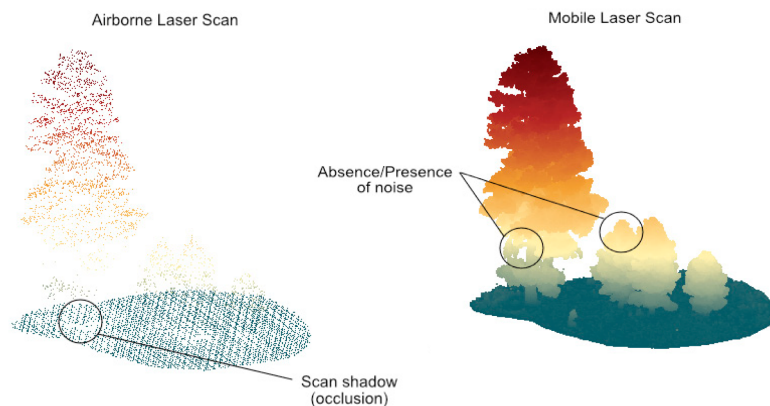 Airborne Laser Scan
Mobile Laser Scan
Absence/Presence
of noise
Scan shadow
(occlusion)